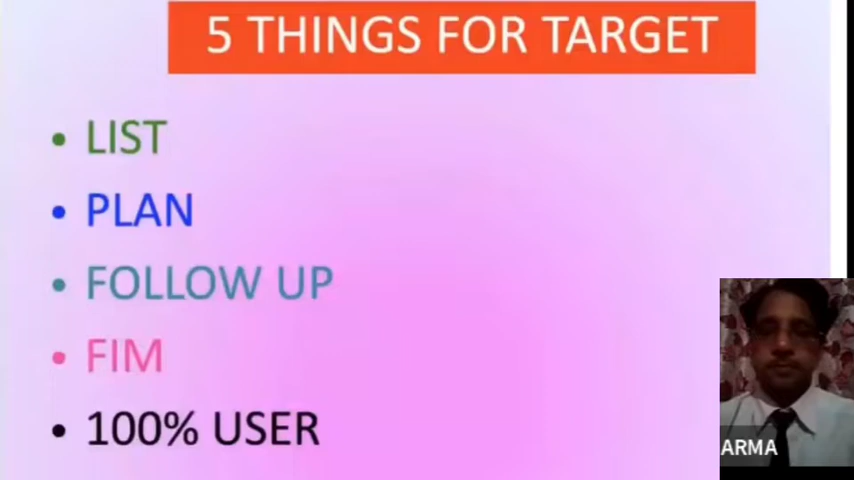 5 THINGS FOR TARGET
• LIST
• PLAN
• FOLLOW UP
• FIM
• 100% USER
ARMA